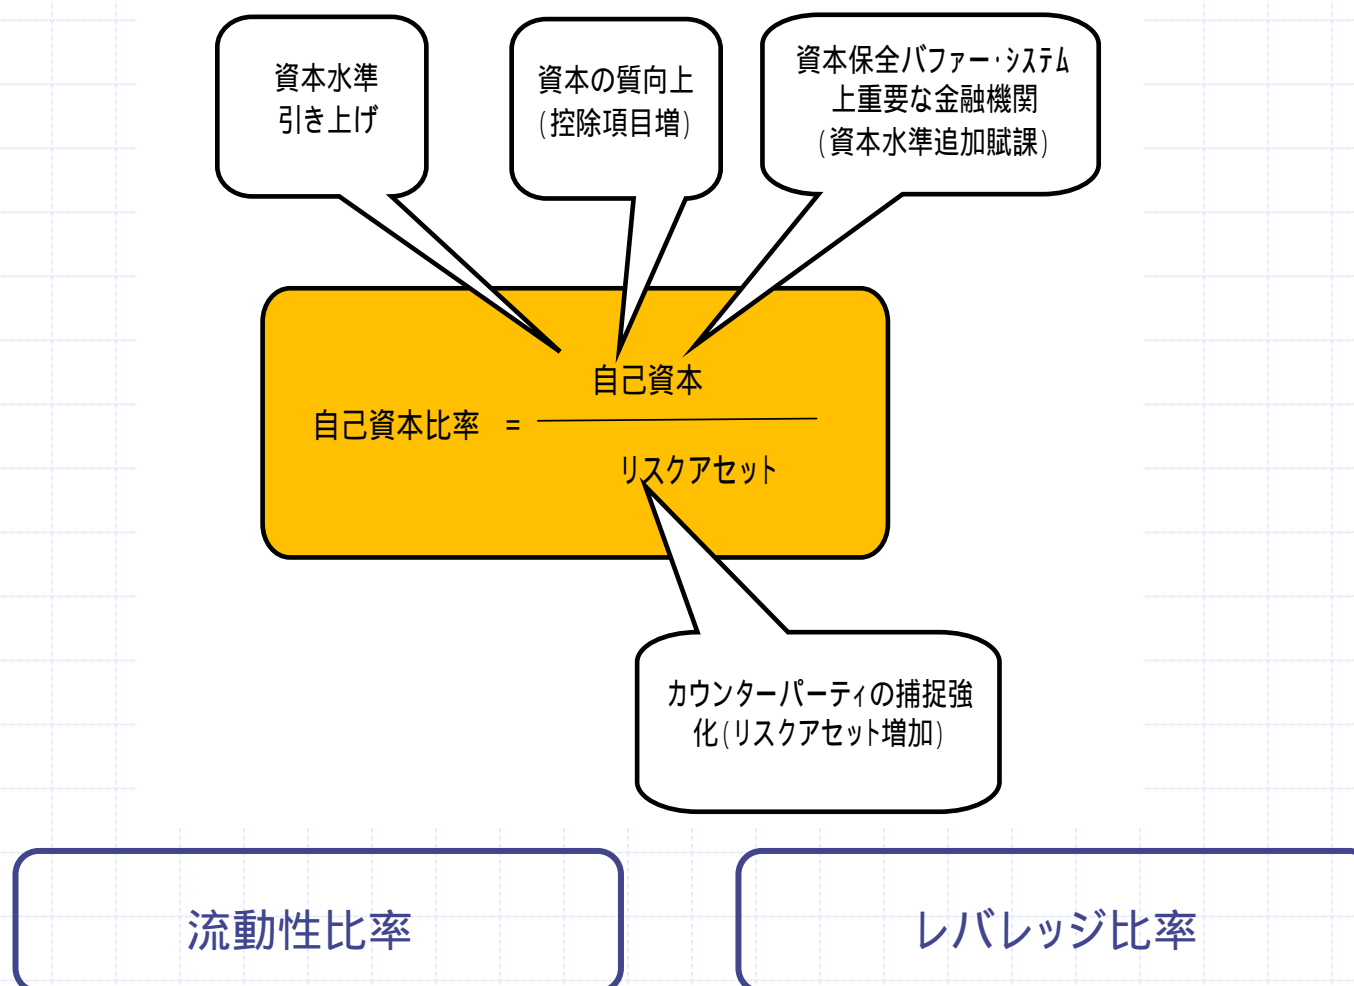 資本水準
引き上げ
資本の質向上
(控除項目増)
資本保全バファー・システム
上重要な金融機関
(資本水準追加賦課)
自己資本
自己資本比率 =
リスクアセット
カウンターパーティの捕捉強
化(リスクアセット増加)
流動性比率
レバレッジ比率